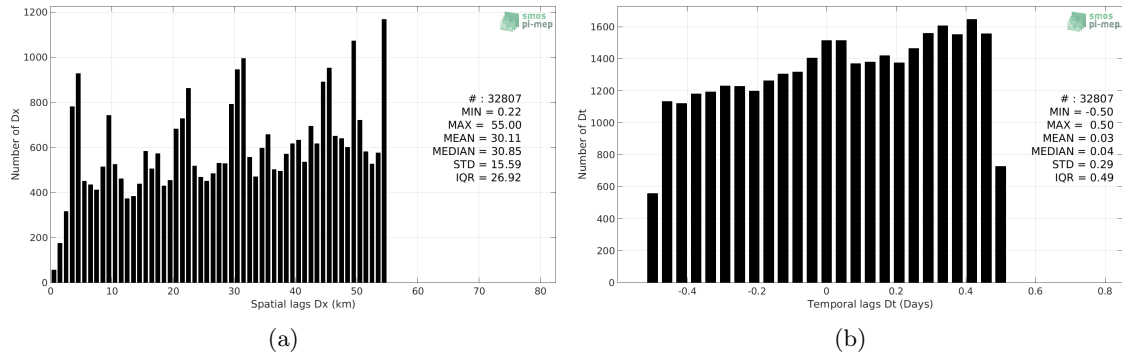 1200
1000
800
600
400
200
0
Number of Dx
0 10 20 30 40 50 60 70 80
Spatial lags Dx (km)
smos
pi-mep
# : 32807
MIN = 0.22
MAX = 55.00
MEAN = 30.11
MEDIAN = 30.85
STD = 15.59
IQR = 26.92
(a)
1600
1400
1200
1000
800
600
400
200
0
Number of Dt
-0.4 -0.2 0 0.2 0.4 0.6 0.8
Temporal lags Dt (Days)
smos
pi-mep
# : 32807
MIN = -0.50
MAX = 0.50
MEAN = 0.03
MEDIAN = 0.04
STD = 0.29
IQR = 0.49
(b)